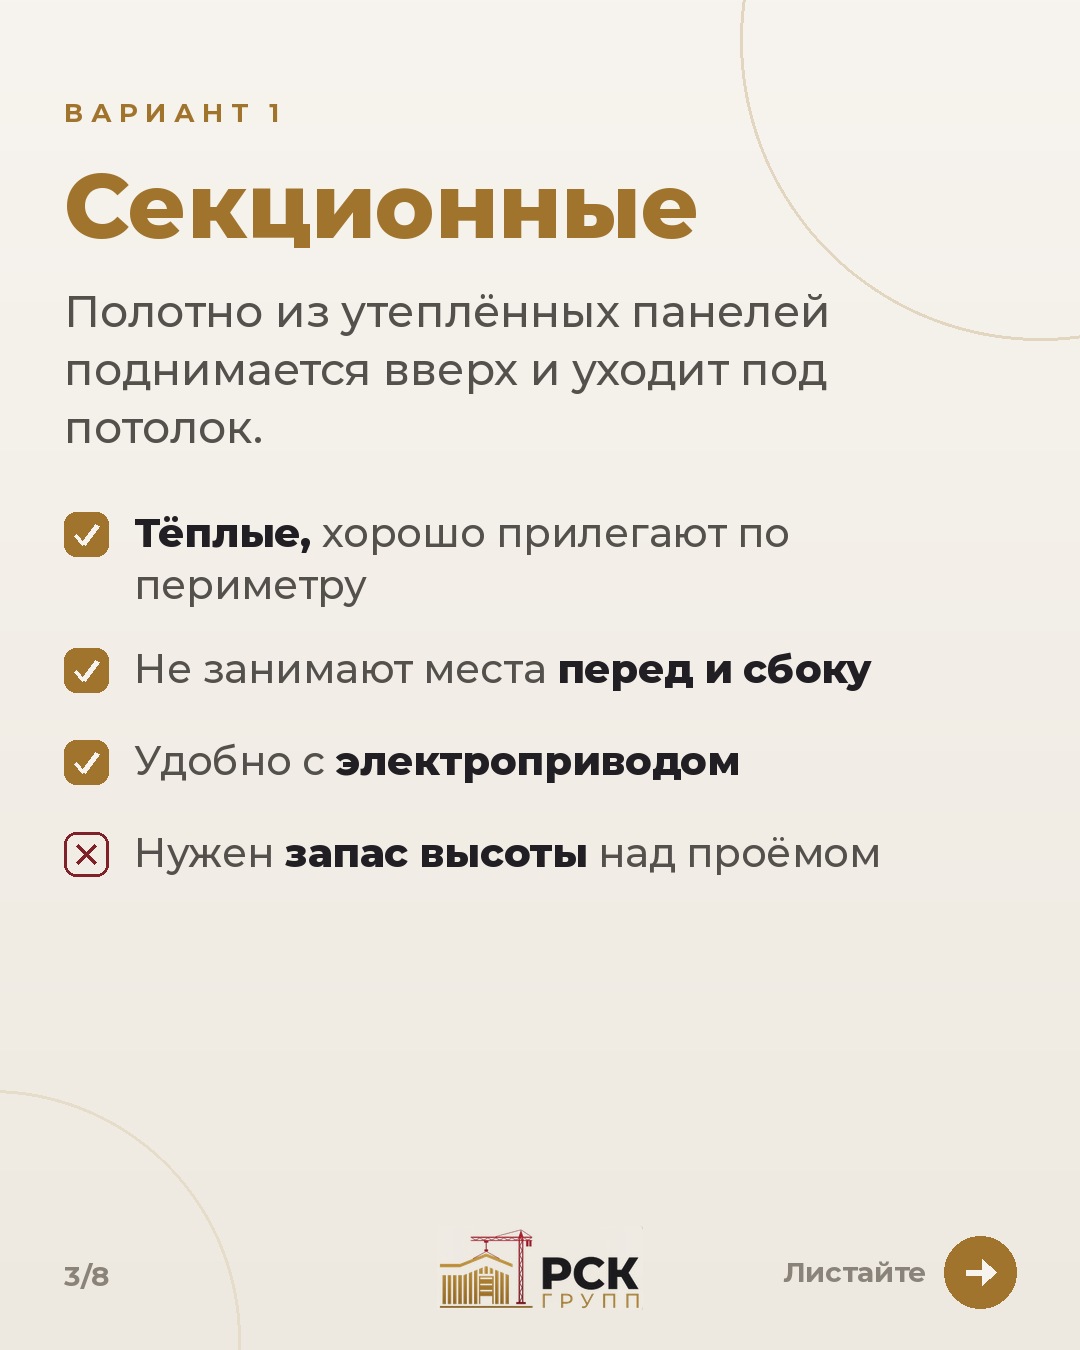 ВАРИАНТ 1
Секционные
Полотно из утеплённых панелей
поднимается вверх и уходит под
потолок.
Тёплые, хорошо прилегают по
периметру
Не занимают места перед и сбоку
Удобно с электроприводом
Нужен запас высоты над проёмом
3/8
РСК
ГРУПП
Листайте